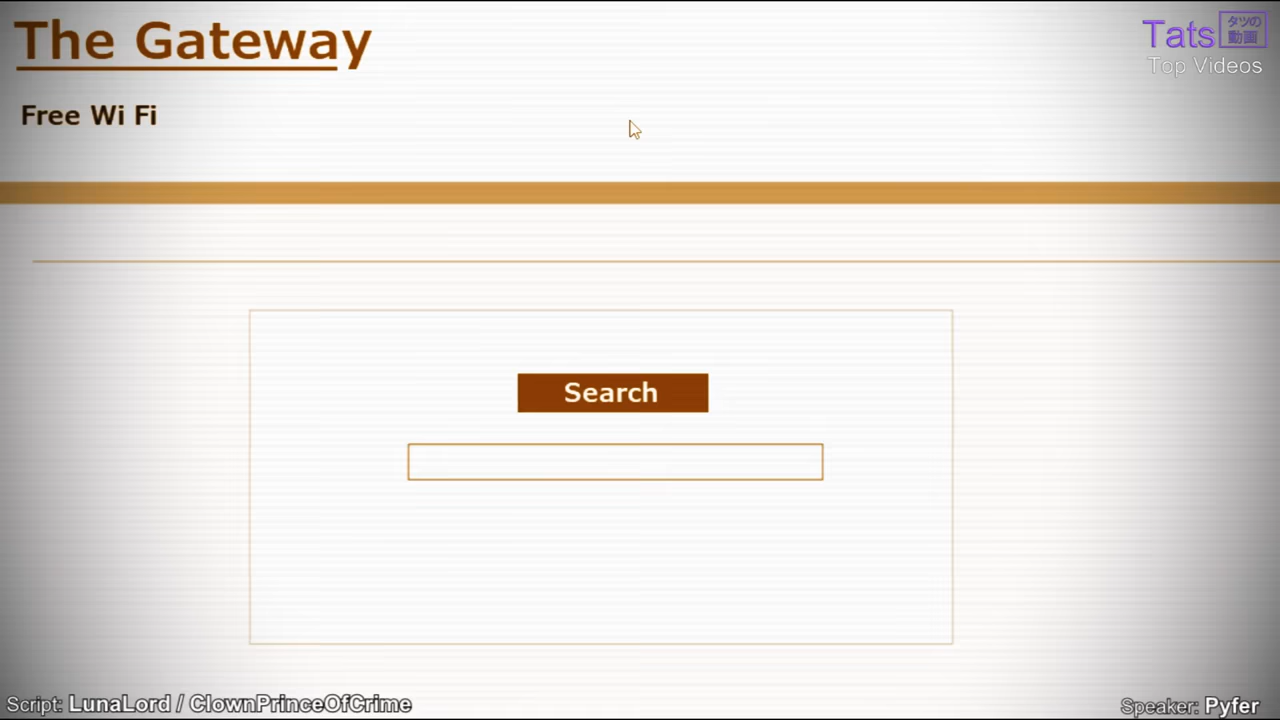 The Gateway
Tats タツの動画
Top Videos
Free Wi Fi
Search
Script: LunaLord / ClownPrinceOfCrime
Speaker: Pyfer